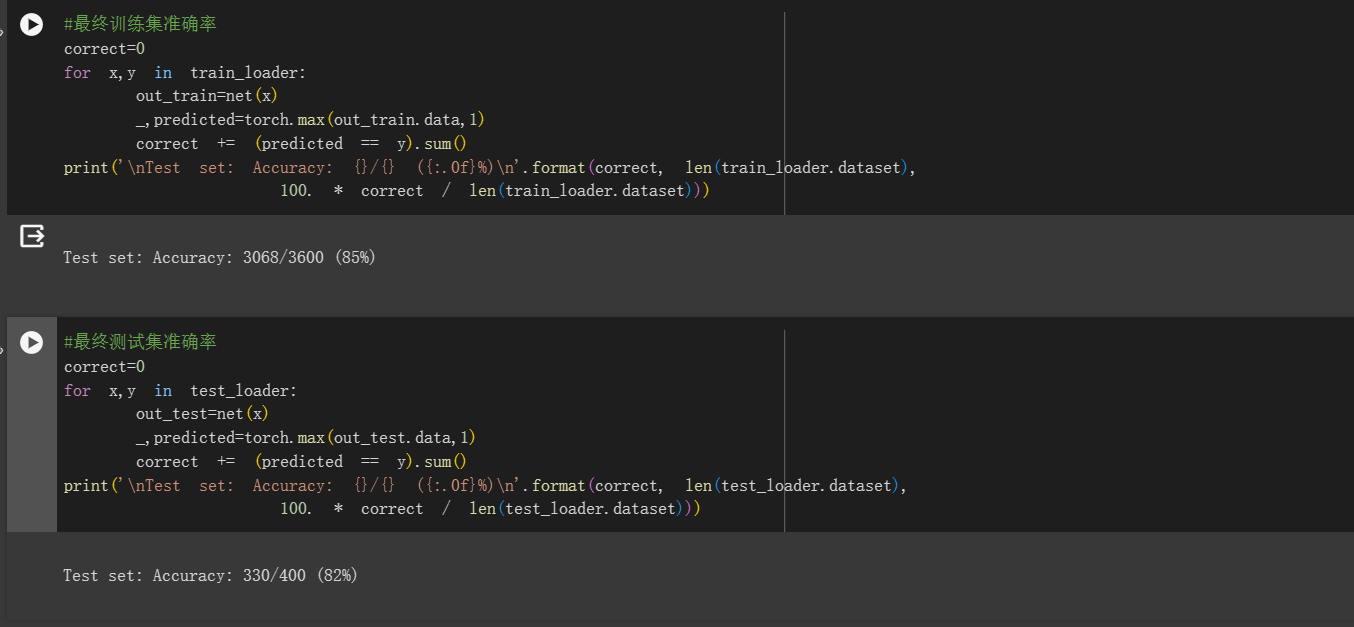 #最终训练集准确率
correct=0
for x,y in train_loader:
        out_train=net(x)
        _,predicted=torch.max(out_train.data,1)
        correct += (predicted == y).sum()
print('\nTest set: Accuracy: {}/{} ({:.0f}%)\n'.format(correct, len(train_loader.dataset),
                        100. * correct / len(train_loader.dataset)))
Test set: Accuracy: 3068/3600 (85%)
#最终测试集准确率
correct=0
for x,y in test_loader:
        out_test=net(x)
        _,predicted=torch.max(out_test.data,1)
        correct += (predicted == y).sum()
print('\nTest set: Accuracy: {}/{} ({:.0f}%)\n'.format(correct, len(test_loader.dataset),
                        100. * correct / len(test_loader.dataset)))
Test set: Accuracy: 330/400 (82%)